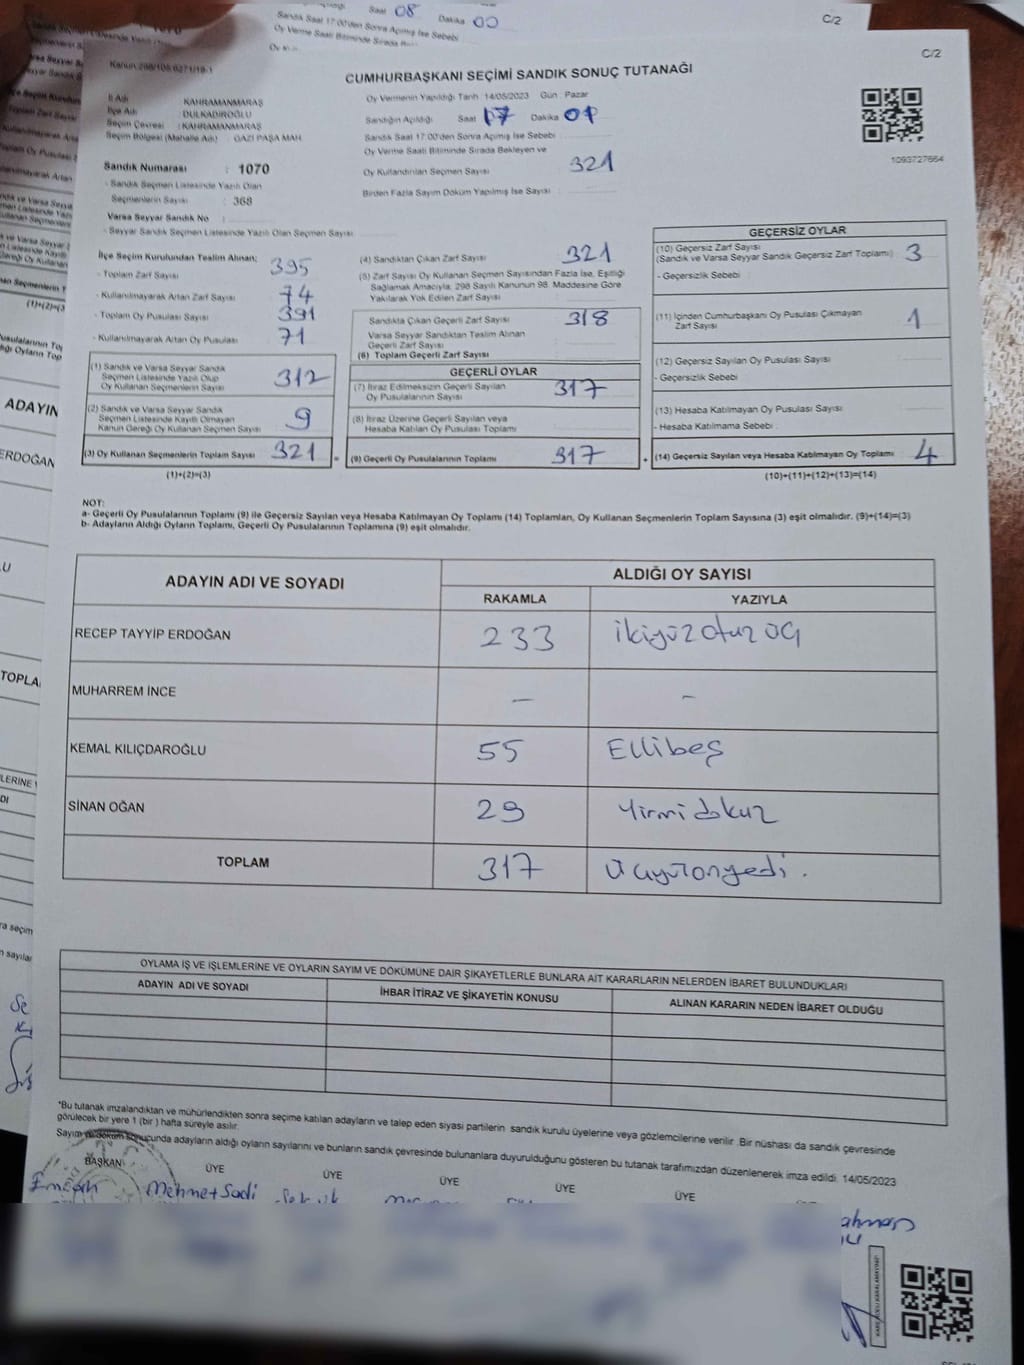 Saat 08 Dakika 00
Sandık Saat 17:00'den Sonra Açmış İse Sebebi
C/2
Oy Verme Saati Bitiminde Sırada
C/2
Kanun:298/105,6271/19-1
CUMHURBAŞKANI SEÇİMİ SANDIK SONUÇ TUTANAĞI
İl Adı : KAHRAMANMARAŞ
İlçe Adı : DULKADİROĞLU
Seçim Çevresi : KAHRAMANMARAŞ
Seçim Bölgesi (Mahalle Adı) : GAZİ PAŞA MAH.
Oy Vermenin Yapıldığı Tarih: 14/05/2023 Gün : Pazar
Sandığın Açıldığı Saat 17 Dakika
Sandık Saat 17:00'den Sonra Açmış İse Sebebi
Oy Verme Saati Bitiminde Sırada Bekleyen ve
Oy Kullandırılan Seçmen Sayısı 321
Birden Fazla Sayım Döküm Yapılmış İse Sayısı
1093727664
Sandık Numarası : 1070
- Sandık Seçmen Listesinde Yazılı Olan
Seçmenlerin Sayısı : 368
Varsa Seyyar Sandık No :
- Seyyar Sandık Seçmen Listesinde Yazılı Olan Seçmen Sayısı
İlçe Seçim Kurulundan Teslim Alınan;
- Toplam Zarf Sayısı 395
- Kullanılmayarak Artan Zarf Sayısı 74
- Toplam Oy Pusulası Sayısı 391
- Kullanılmayarak Artan Oy Pusulası 71
(1) Sandık ve Varsa Seyyar Sandık
Seçmen Listesinde Yazılı Olup
Oy Kullanan Seçmenlerin Sayısı 312
(2) Sandık ve Varsa Seyyar Sandık
Seçmen Listesinde Kayıtlı Olmayan
Kanun Gereği Oy Kullanan Seçmen Sayısı 9
(3) Oy Kullanan Seçmenlerin Toplam Sayısı 321
(1)+(2)=(3)
(4) Sandıktan Çıkan Zarf Sayısı 321
(5) Zarf Sayısı Oy Kullanan Seçmen Sayısından Fazla İse, Eşitliği
Sağlamak Amacıyla; 298 Sayılı Kanunun 98. Maddesine Göre
Yakılarak Yok Edilen Zarf Sayısı
Sandıkta Çıkan Geçerli Zarf Sayısı 318
Varsa Seyyar Sandıktan Teslim Alınan
Geçerli Zarf Sayısı
(6) Toplam Geçerli Zarf Sayısı
GEÇERLİ OYLAR
(7) İtiraz Edilmeksizin Geçerli Sayılan
Oy Pusulalarının Sayısı 317
(8) İtiraz Üzerine Geçerli Sayılan veya
Hesaba Katılan Oy Pusulası Toplamı
= (9) Geçerli Oy Pusulalarının Toplamı 317
GEÇERSİZ OYLAR
(10) Geçersiz Zarf Sayısı
(Sandık ve Varsa Seyyar Sandık Geçersiz Zarf Toplamı) 3
- Geçersizlik Sebebi :
(11) İçinden Cumhurbaşkanı Oy Pusulası Çıkmayan
Zarf Sayısı 1
(12) Geçersiz Sayılan Oy Pusulası Sayısı
- Geçersizlik Sebebi :
(13) Hesaba Katılmayan Oy Pusulası Sayısı
- Hesaba Katılmama Sebebi :
+ (14) Geçersiz Sayılan veya Hesaba Katılmayan Oy Toplamı 4
(10)+(11)+(12)+(13)=(14)
NOT:
a- Geçerli Oy Pusulalarının Toplamı (9) ile Geçersiz Sayılan veya Hesaba Katılmayan Oy Toplamı (14) Toplamları, Oy Kullanan Seçmenlerin Toplam Sayısına (3) eşit olmalıdır. (9)+(14)=(3)
b- Adayların Aldığı Oyların Toplamı, Geçerli Oy Pusulalarının Toplamına (9) eşit olmalıdır.
ADAYIN ADI VE SOYADI
ALDIĞI OY SAYISI
RAKAMLA YAZIYLA
RECEP TAYYİP ERDOĞAN 233 ikiyüzotuzüç
MUHARREM İNCE - -
KEMAL KILIÇDAROĞLU 55 Ellibeş
SİNAN OĞAN 29 Yirmidokuz
TOPLAM 317 Üçyüzonyedi.
OYLAMA İŞ VE İŞLEMLERİNE VE OYLARIN SAYIM VE DÖKÜMÜNE DAİR ŞİKAYETLERLE BUNLARA AİT KARARLARIN NELERDEN İBARET BULUNDUKLARI
ADAYIN ADI VE SOYADI İHBAR İTİRAZ VE ŞİKAYETİN KONUSU ALINAN KARARIN NEDEN İBARET OLDUĞU
*Bu tutanak imzalandıktan ve mühürlendikten sonra seçime katılan adayların ve talep eden siyasi partilerin sandık kurulu üyelerine veya gözlemcilerine verilir. Bir nüshası da sandık çevresinde
görülecek bir yere 1 (bir) hafta süreyle asılır.
Sayım ve döküm sonucunda adayların aldığı oyların sayılarını ve bunların sandık çevresinde bulunanlara duyurulduğunu gösteren bu tutanak tarafımızdan düzenlenerek imza edildi. 14/05/2023
BAŞKAN ÜYE ÜYE ÜYE ÜYE ÜYE
Mehmet Sadi